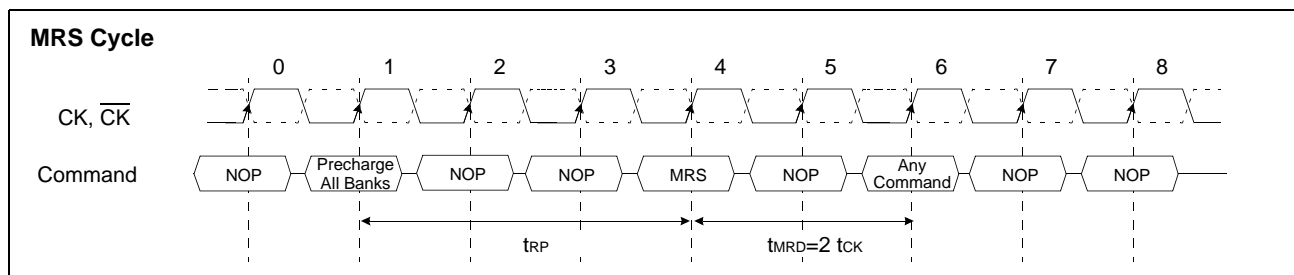 MRS Cycle
0 1 2 3 4 5 6 7 8
CK, C̅K̅
Command
NOP Precharge All Banks NOP NOP MRS NOP Any Command NOP NOP
tRP tMRD=2 tCK